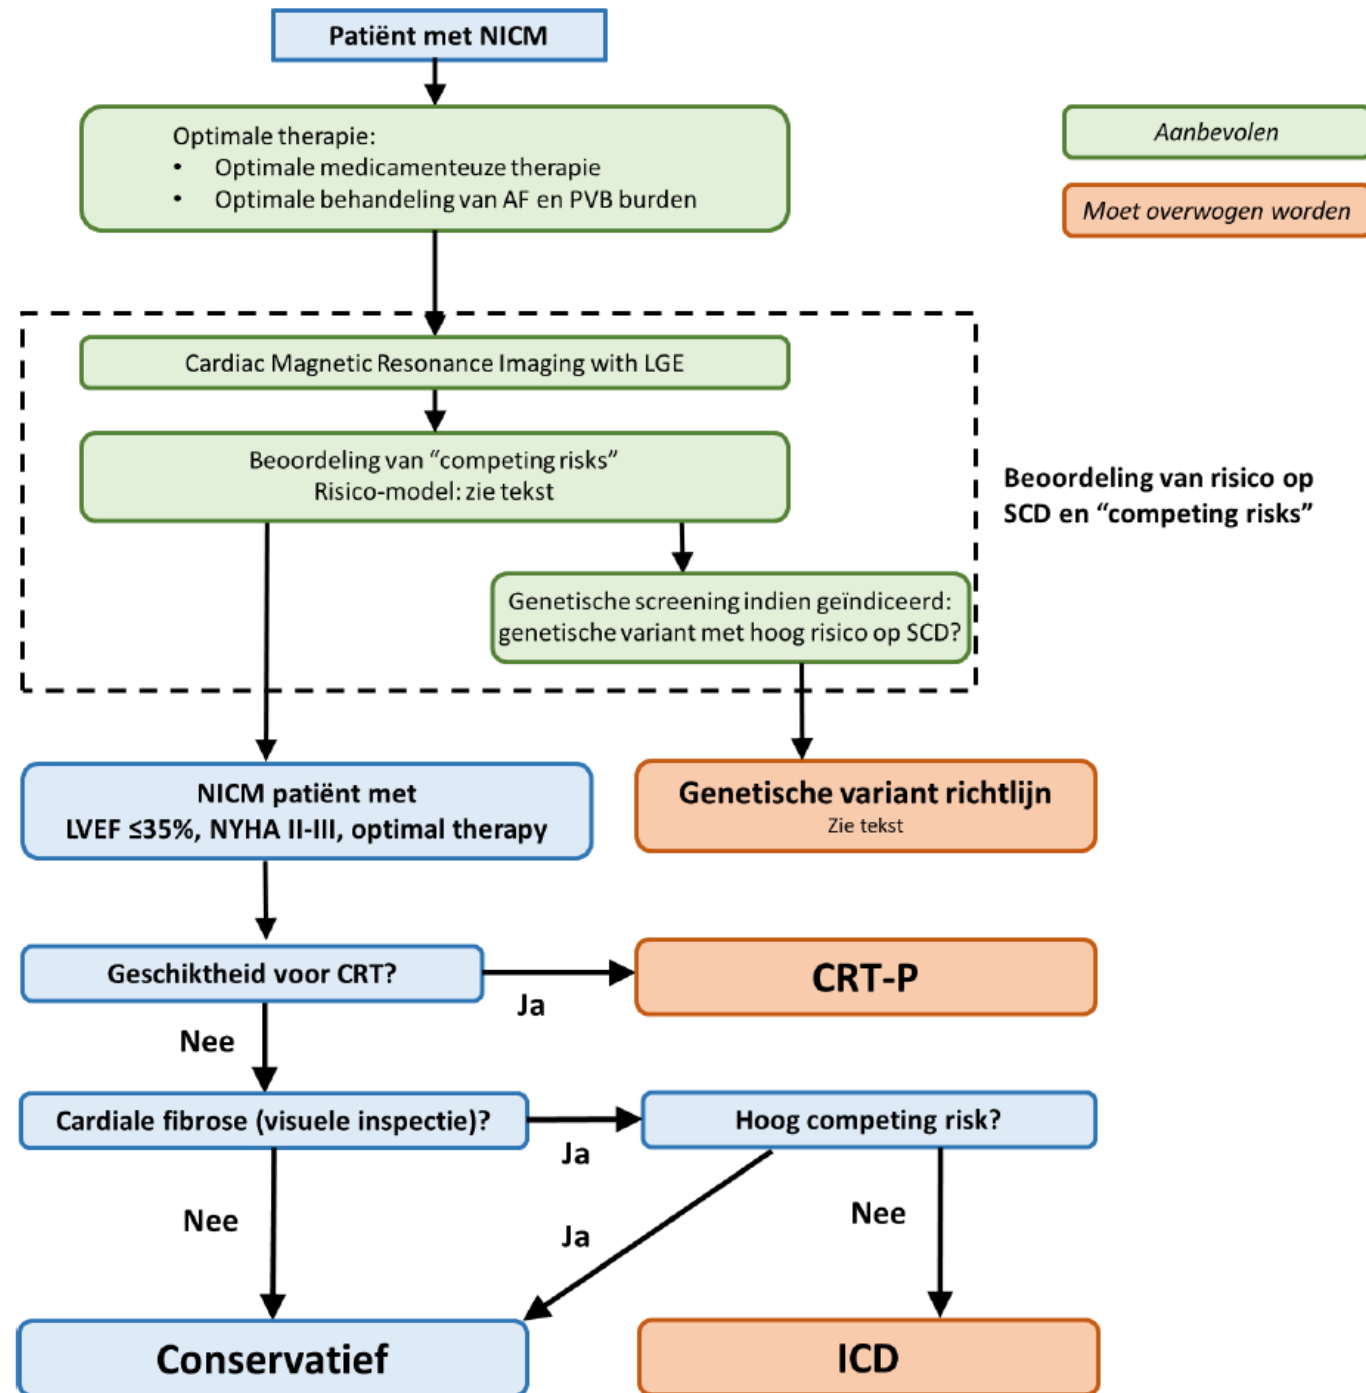 Patiënt met NICM
Optimale therapie:
• Optimale medicamenteuze therapie
• Optimale behandeling van AF en PVB burden
Aanbevolen
Moet overwogen worden
Cardiac Magnetic Resonance Imaging with LGE
Beoordeling van “competing risks”
Risico-model: zie tekst
Beoordeling van risico op
SCD en “competing risks”
Genetische screening indien geïndiceerd:
genetische variant met hoog risico op SCD?
NICM patiënt met
LVEF ≤35%, NYHA II-III, optimal therapy
Genetische variant richtlijn
Zie tekst
Geschiktheid voor CRT?
Ja
CRT-P
Nee
Cardiale fibrose (visuele inspectie)?
Ja
Hoog competing risk?
Nee
Ja
Nee
Conservatief
ICD